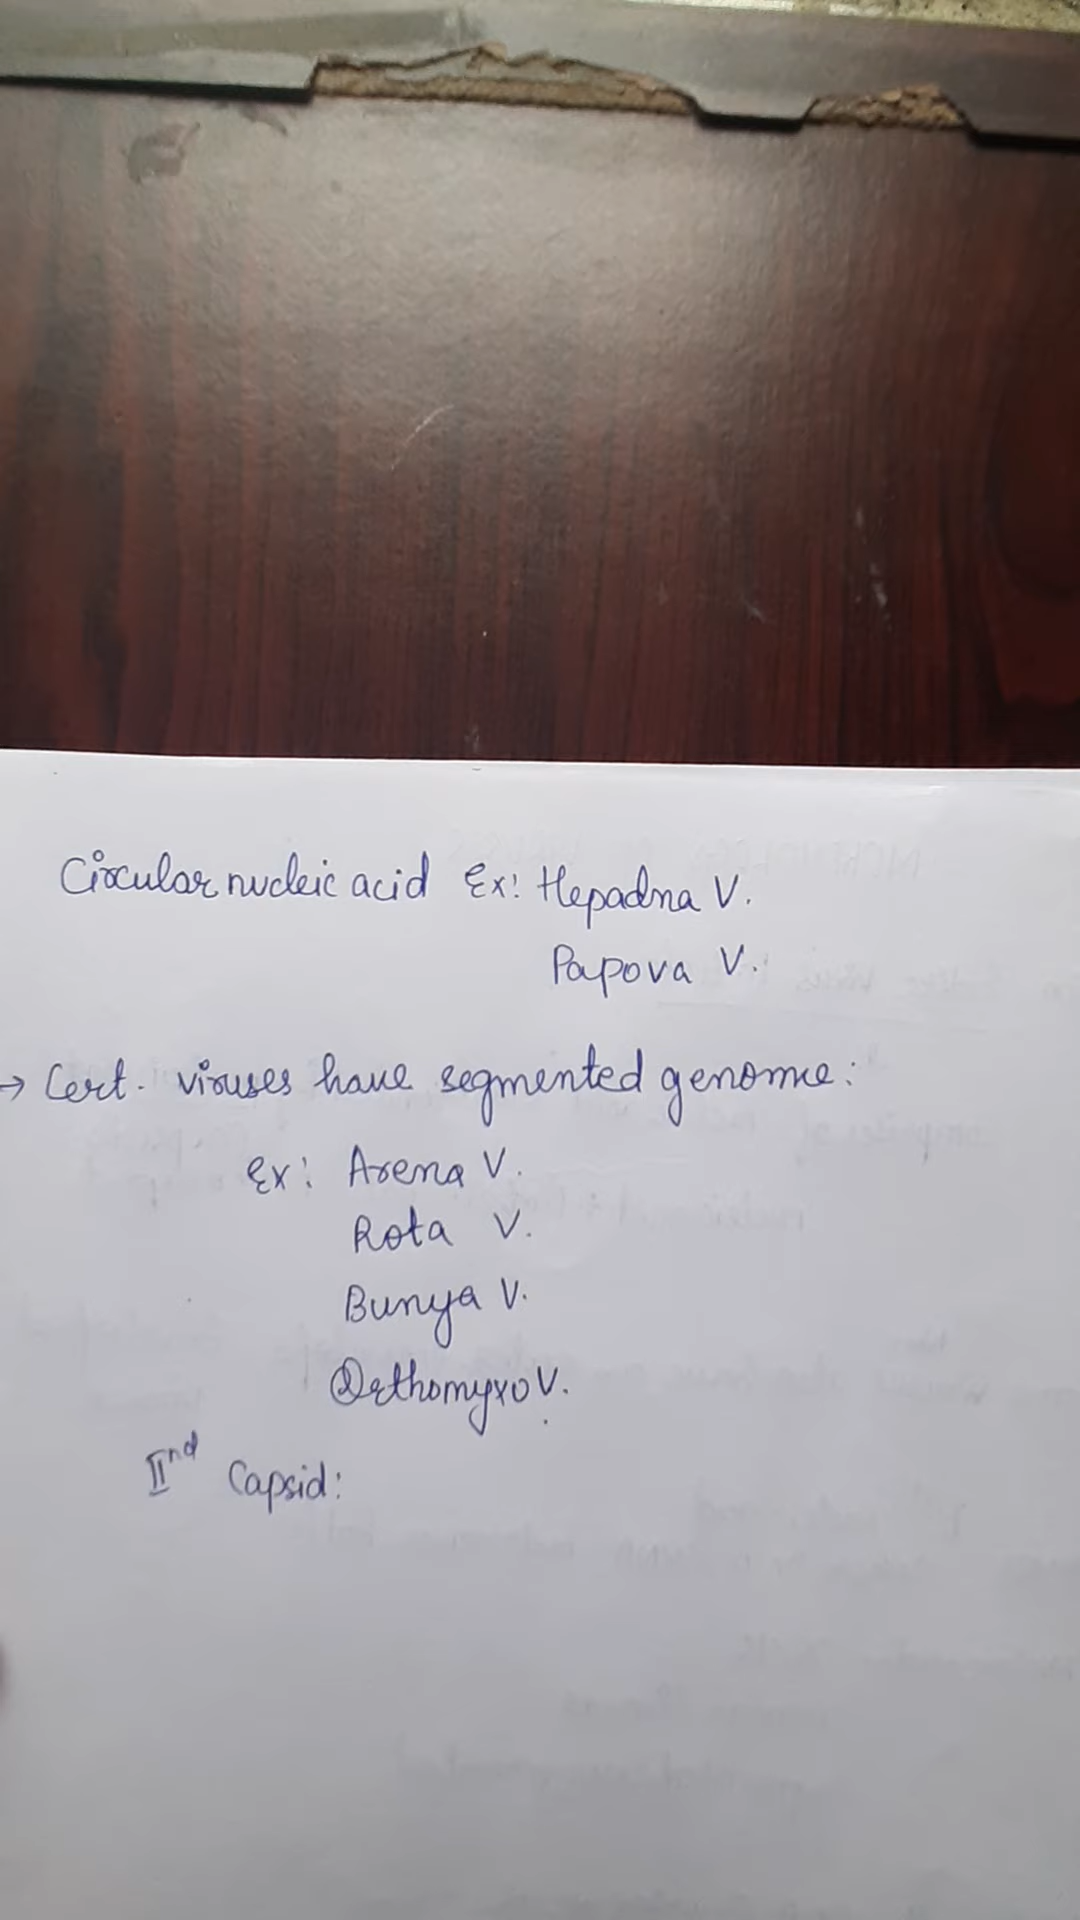 Circular nucleic acid Ex: Hepadna V.
Papova V.
→ Cert. viruses have segmented genome:
Ex: Arena V.
Rota V.
Bunya V.
Orthomyxo V.
IInd Capsid: